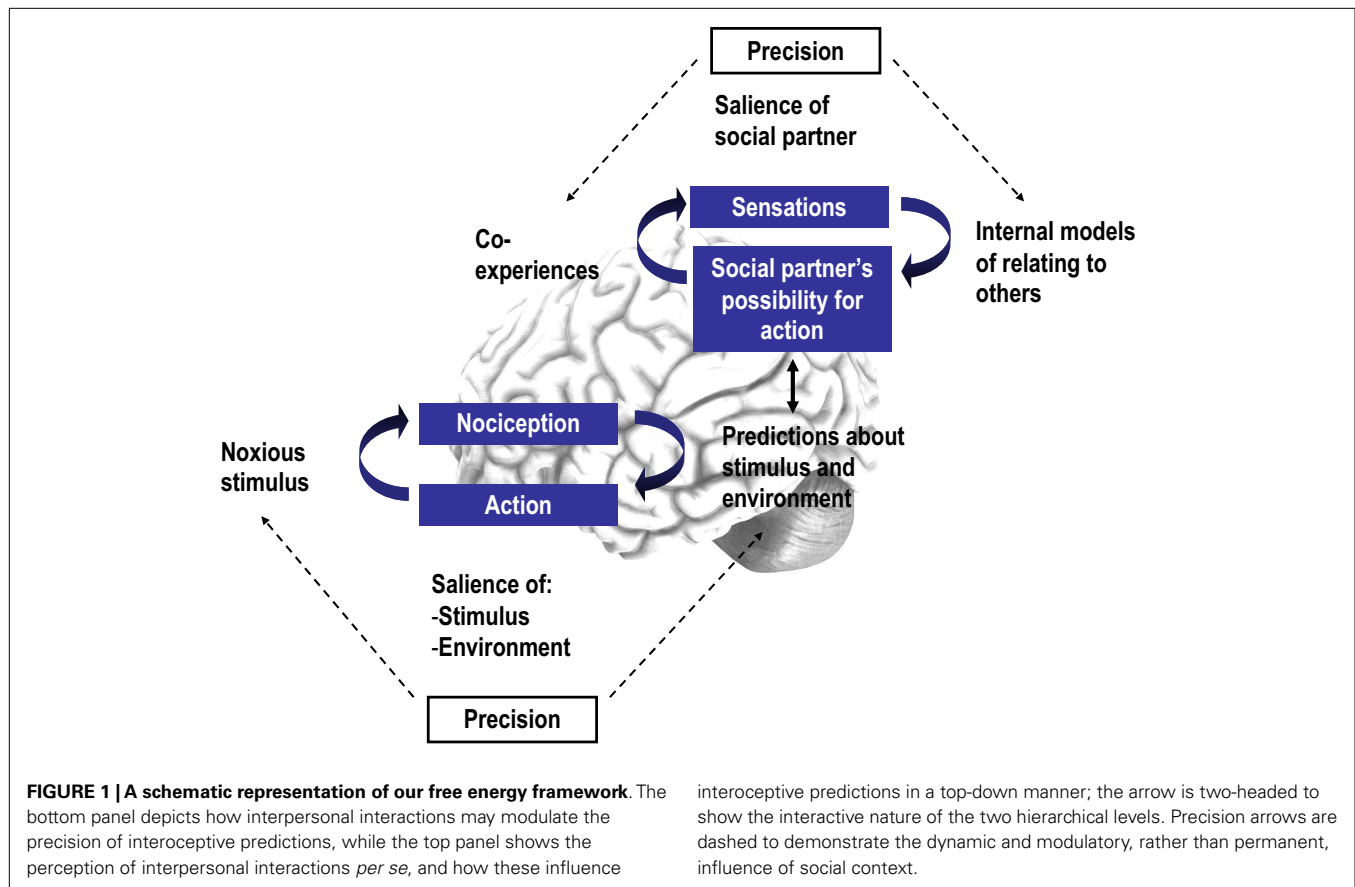 Precision
Salience of
social partner
Sensations
Co-
experiences
Social partner's
possibility for
action
Internal models
of relating to
others
Nociception
Action
Noxious
stimulus
Predictions about
stimulus and
environment
Salience of:
-Stimulus
-Environment
Precision
FIGURE 1 | A schematic representation of our free energy framework. The
bottom panel depicts how interpersonal interactions may modulate the
precision of interoceptive predictions, while the top panel shows the
perception of interpersonal interactions per se, and how these influence
interoceptive predictions in a top-down manner; the arrow is two-headed to
show the interactive nature of the two hierarchical levels. Precision arrows are
dashed to demonstrate the dynamic and modulatory, rather than permanent,
influence of social context.